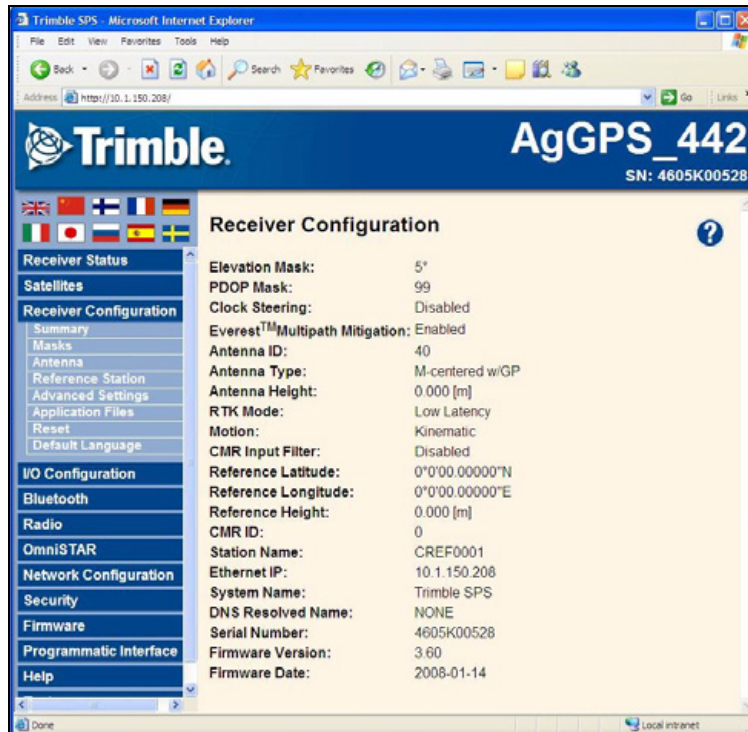 Trimble SPS - Microsoft Internet Explorer
File Edit View Favorites Tools Help
Back Search Favorites
Address http://10.1.150.208/ Go Links
Trimble.
AgGPS_442
SN: 4605K00528
Receiver Status
Satellites
Receiver Configuration
Summary
Masks
Antenna
Reference Station
Advanced Settings
Application Files
Reset
Default Language
I/O Configuration
Bluetooth
Radio
OmniSTAR
Network Configuration
Security
Firmware
Programmatic Interface
Help
Receiver Configuration ?
Elevation Mask: 5°
PDOP Mask: 99
Clock Steering: Disabled
Everest™Multipath Mitigation: Enabled
Antenna ID: 40
Antenna Type: M-centered w/GP
Antenna Height: 0.000 [m]
RTK Mode: Low Latency
Motion: Kinematic
CMR Input Filter: Disabled
Reference Latitude: 0°0'00.00000"N
Reference Longitude: 0°0'00.00000"E
Reference Height: 0.000 [m]
CMR ID: 0
Station Name: CREF0001
Ethernet IP: 10.1.150.208
System Name: Trimble SPS
DNS Resolved Name: NONE
Serial Number: 4605K00528
Firmware Version: 3.60
Firmware Date: 2008-01-14
Done Local intranet